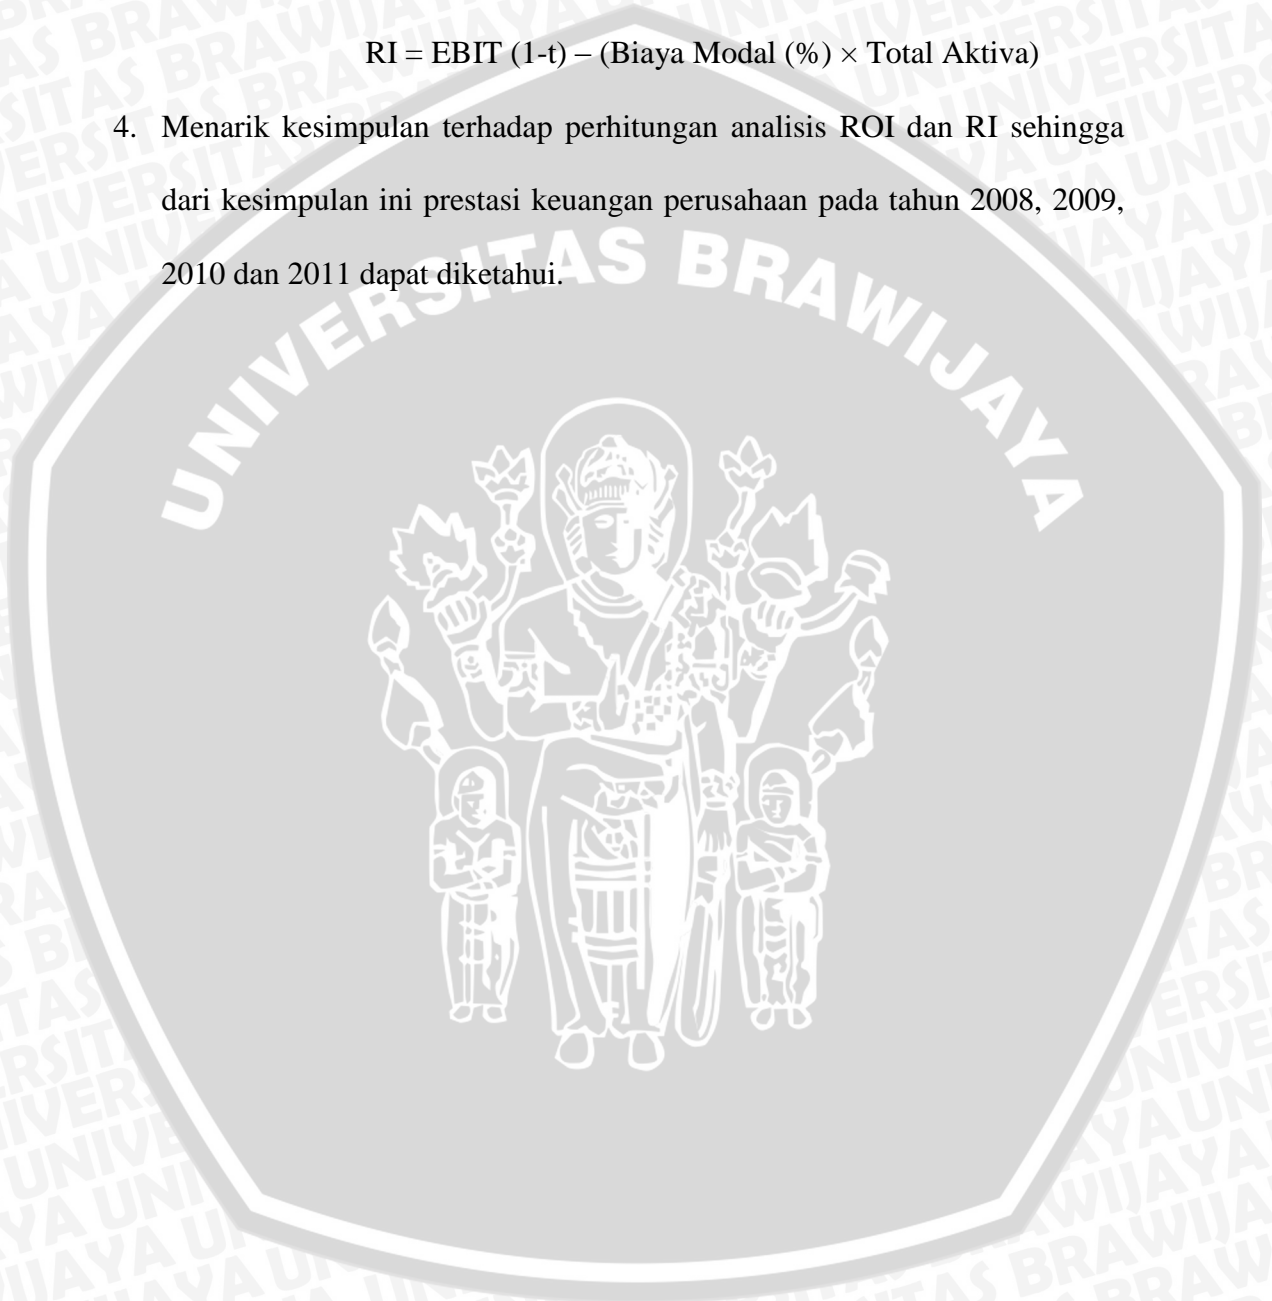 RI = EBIT (1-t) – (Biaya Modal (%) × Total Aktiva)
4. Menarik kesimpulan terhadap perhitungan analisis ROI dan RI sehingga
dari kesimpulan ini prestasi keuangan perusahaan pada tahun 2008, 2009,
2010 dan 2011 dapat diketahui.
UNIVERSITAS BRAWIJAYA